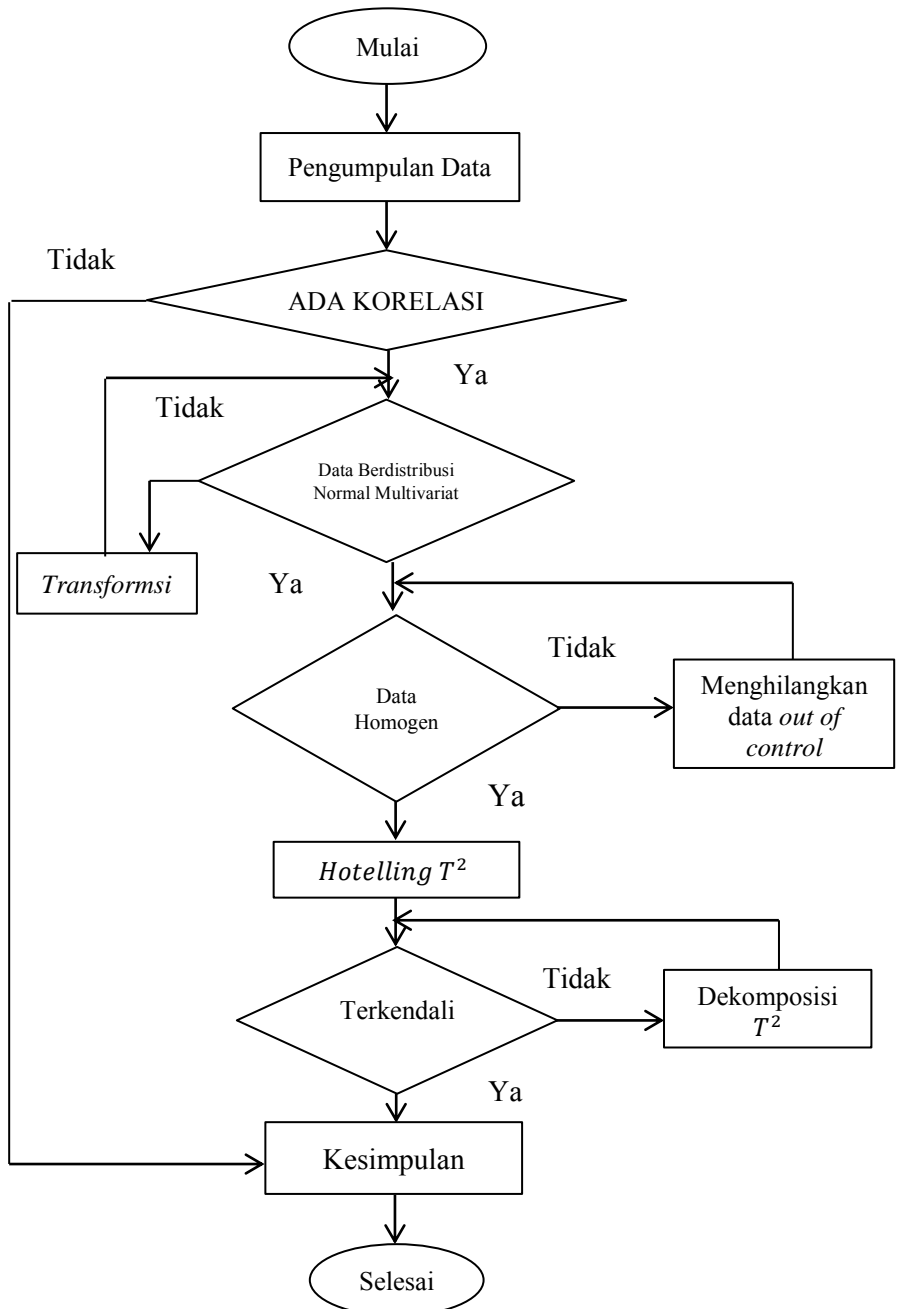 Mulai
Pengumpulan Data
Tidak
ADA KORELASI
Ya
Tidak
Data Berdistribusi
Normal Multivariat
Transformsi
Ya
Tidak
Data
Homogen
Menghilangkan
data out of
control
Ya
Hotelling T²
Tidak
Terkendali
Dekomposisi
T²
Ya
Kesimpulan
Selesai